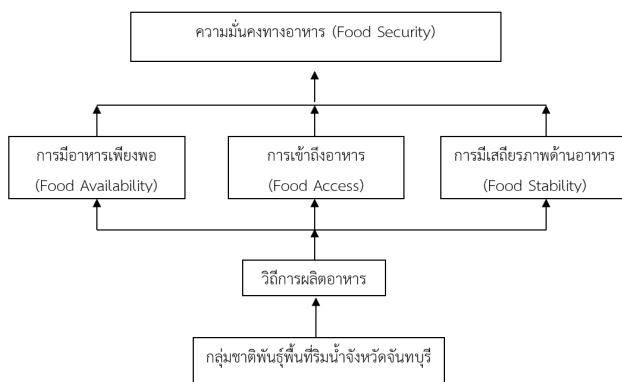 ความมั่นคงทางอาหาร (Food Security)
การมีอาหารเพียงพอ
(Food Availability)
การเข้าถึงอาหาร
(Food Access)
การมีเสถียรภาพด้านอาหาร
(Food Stability)
วิถีการผลิตอาหาร
กลุ่มชาติพันธุ์พื้นที่ริมน้ำจังหวัดจันทบุรี